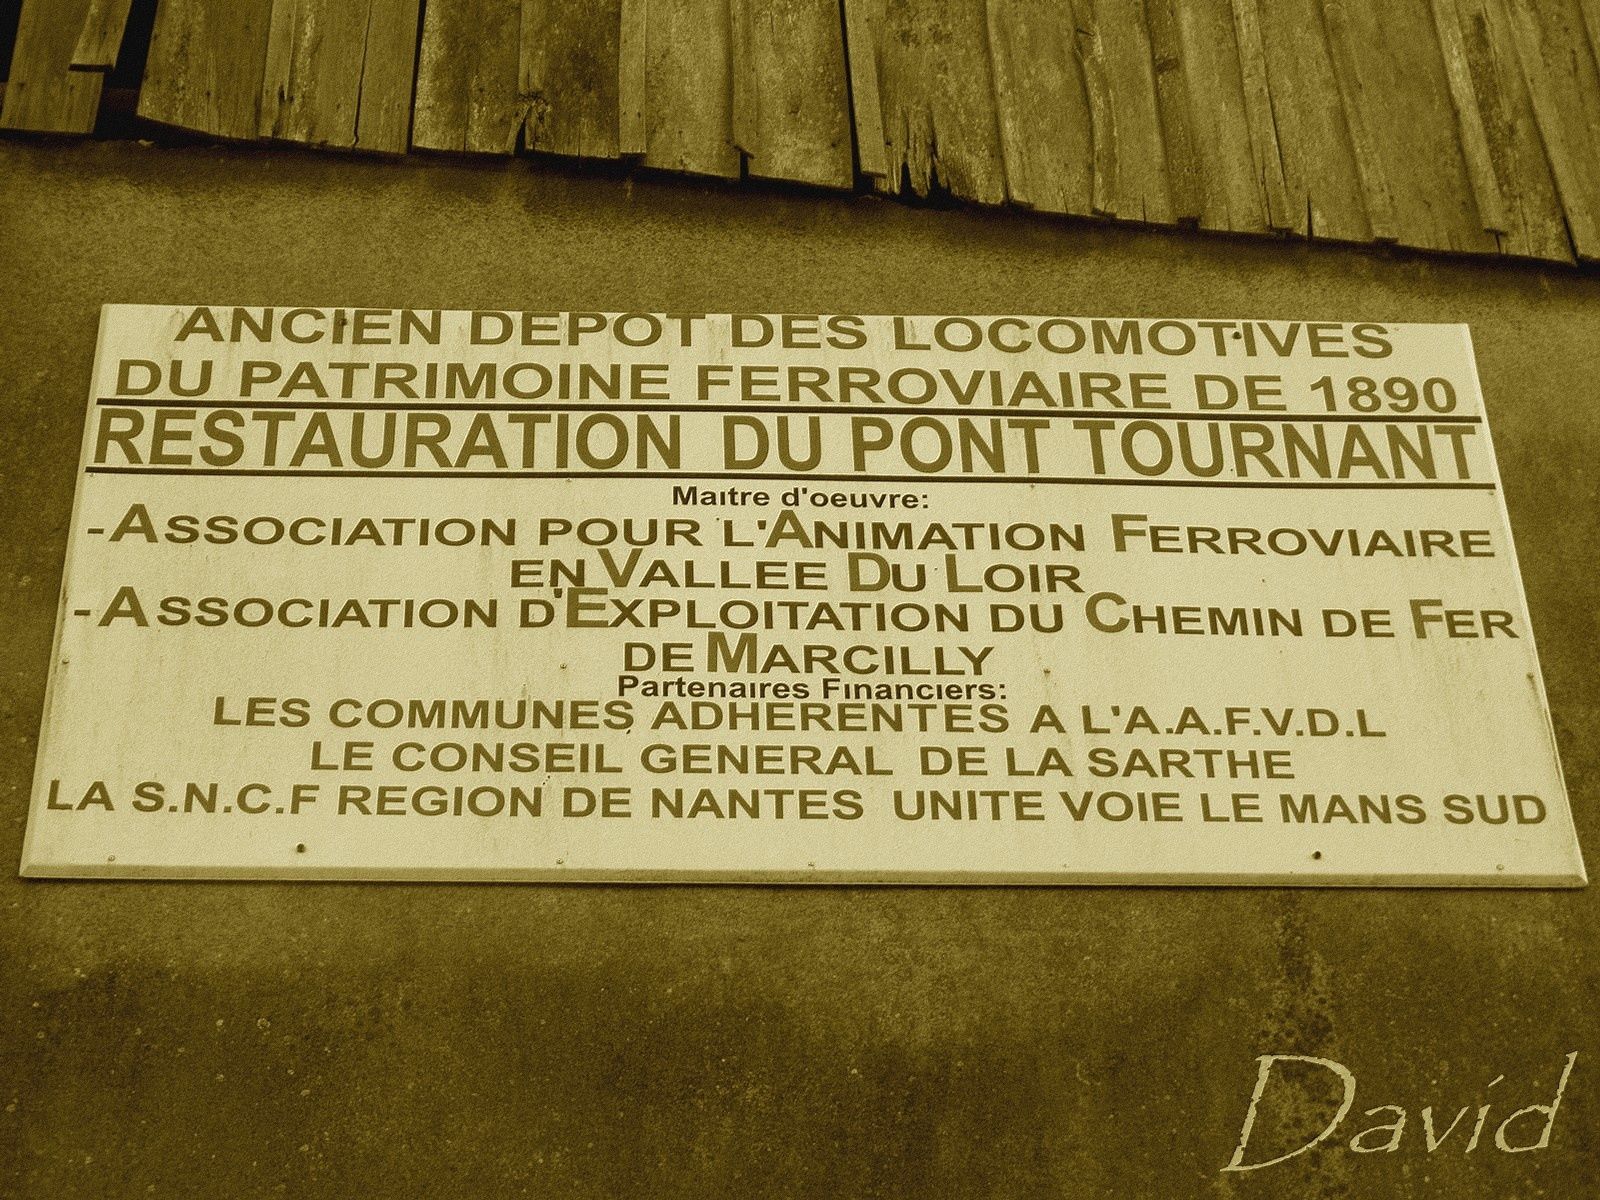 ANCIEN DEPOT DES LOCOMOTIVES
DU PATRIMOINE FERROVIAIRE DE 1890
RESTAURATION DU PONT TOURNANT
Maitre d'oeuvre:
-ASSOCIATION POUR L'ANIMATION FERROVIAIRE
EN VALLEE DU LOIR
-ASSOCIATION D'EXPLOITATION DU CHEMIN DE FER
DE MARCILLY
Partenaires Financiers:
LES COMMUNES ADHERENTES A L'A.A.F.V.D.L
LE CONSEIL GENERAL DE LA SARTHE
LA S.N.C.F REGION DE NANTES UNITE VOIE LE MANS SUD
David